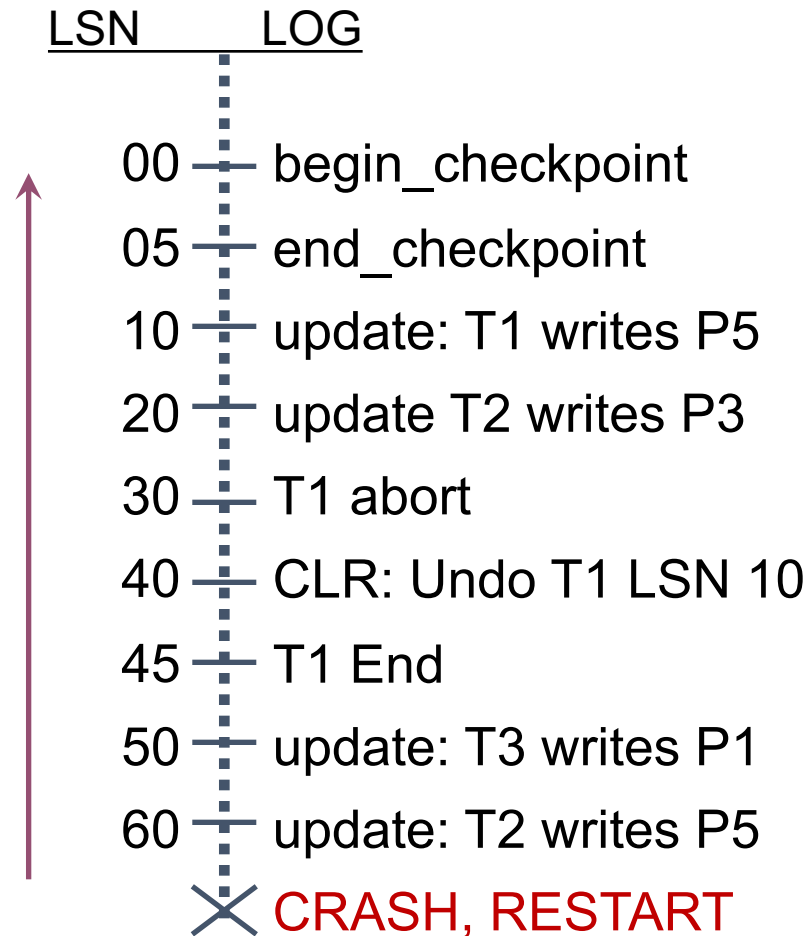 LSN LOG
00 begin_checkpoint
05 end_checkpoint
10 update: T1 writes P5
20 update T2 writes P3
30 T1 abort
40 CLR: Undo T1 LSN 10
45 T1 End
50 update: T3 writes P1
60 update: T2 writes P5
CRASH, RESTART